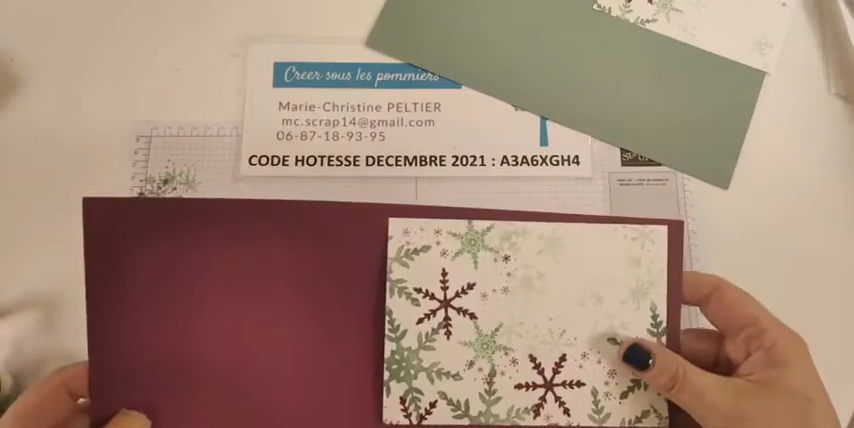 Créer sous les pommiers
Marie-Christine PELTIER
mc.scrap14@gmail.com
06-87-18-93-95
CODE HOTESSE DECEMBRE 2021 : A3A6XGH4